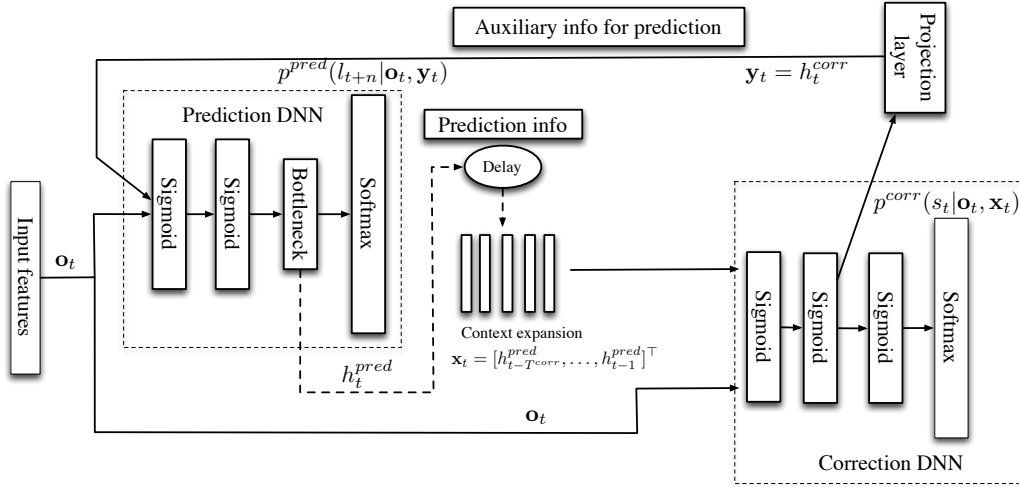 Auxiliary info for prediction
Projection
layer
p^{pred}(l_{t+n}|o_t, y_t)
y_t = h_t^{corr}
Prediction DNN
Prediction info
Delay
Sigmoid
Sigmoid
Bottleneck
Softmax
Input features
o_t
p^{corr}(s_t|o_t, x_t)
Sigmoid
Sigmoid
Sigmoid
Softmax
Context expansion
x_t = [h_{t-T^{corr}}^{pred}, . . . , h_{t-1}^{pred}]^⊤
h_t^{pred}
o_t
Correction DNN